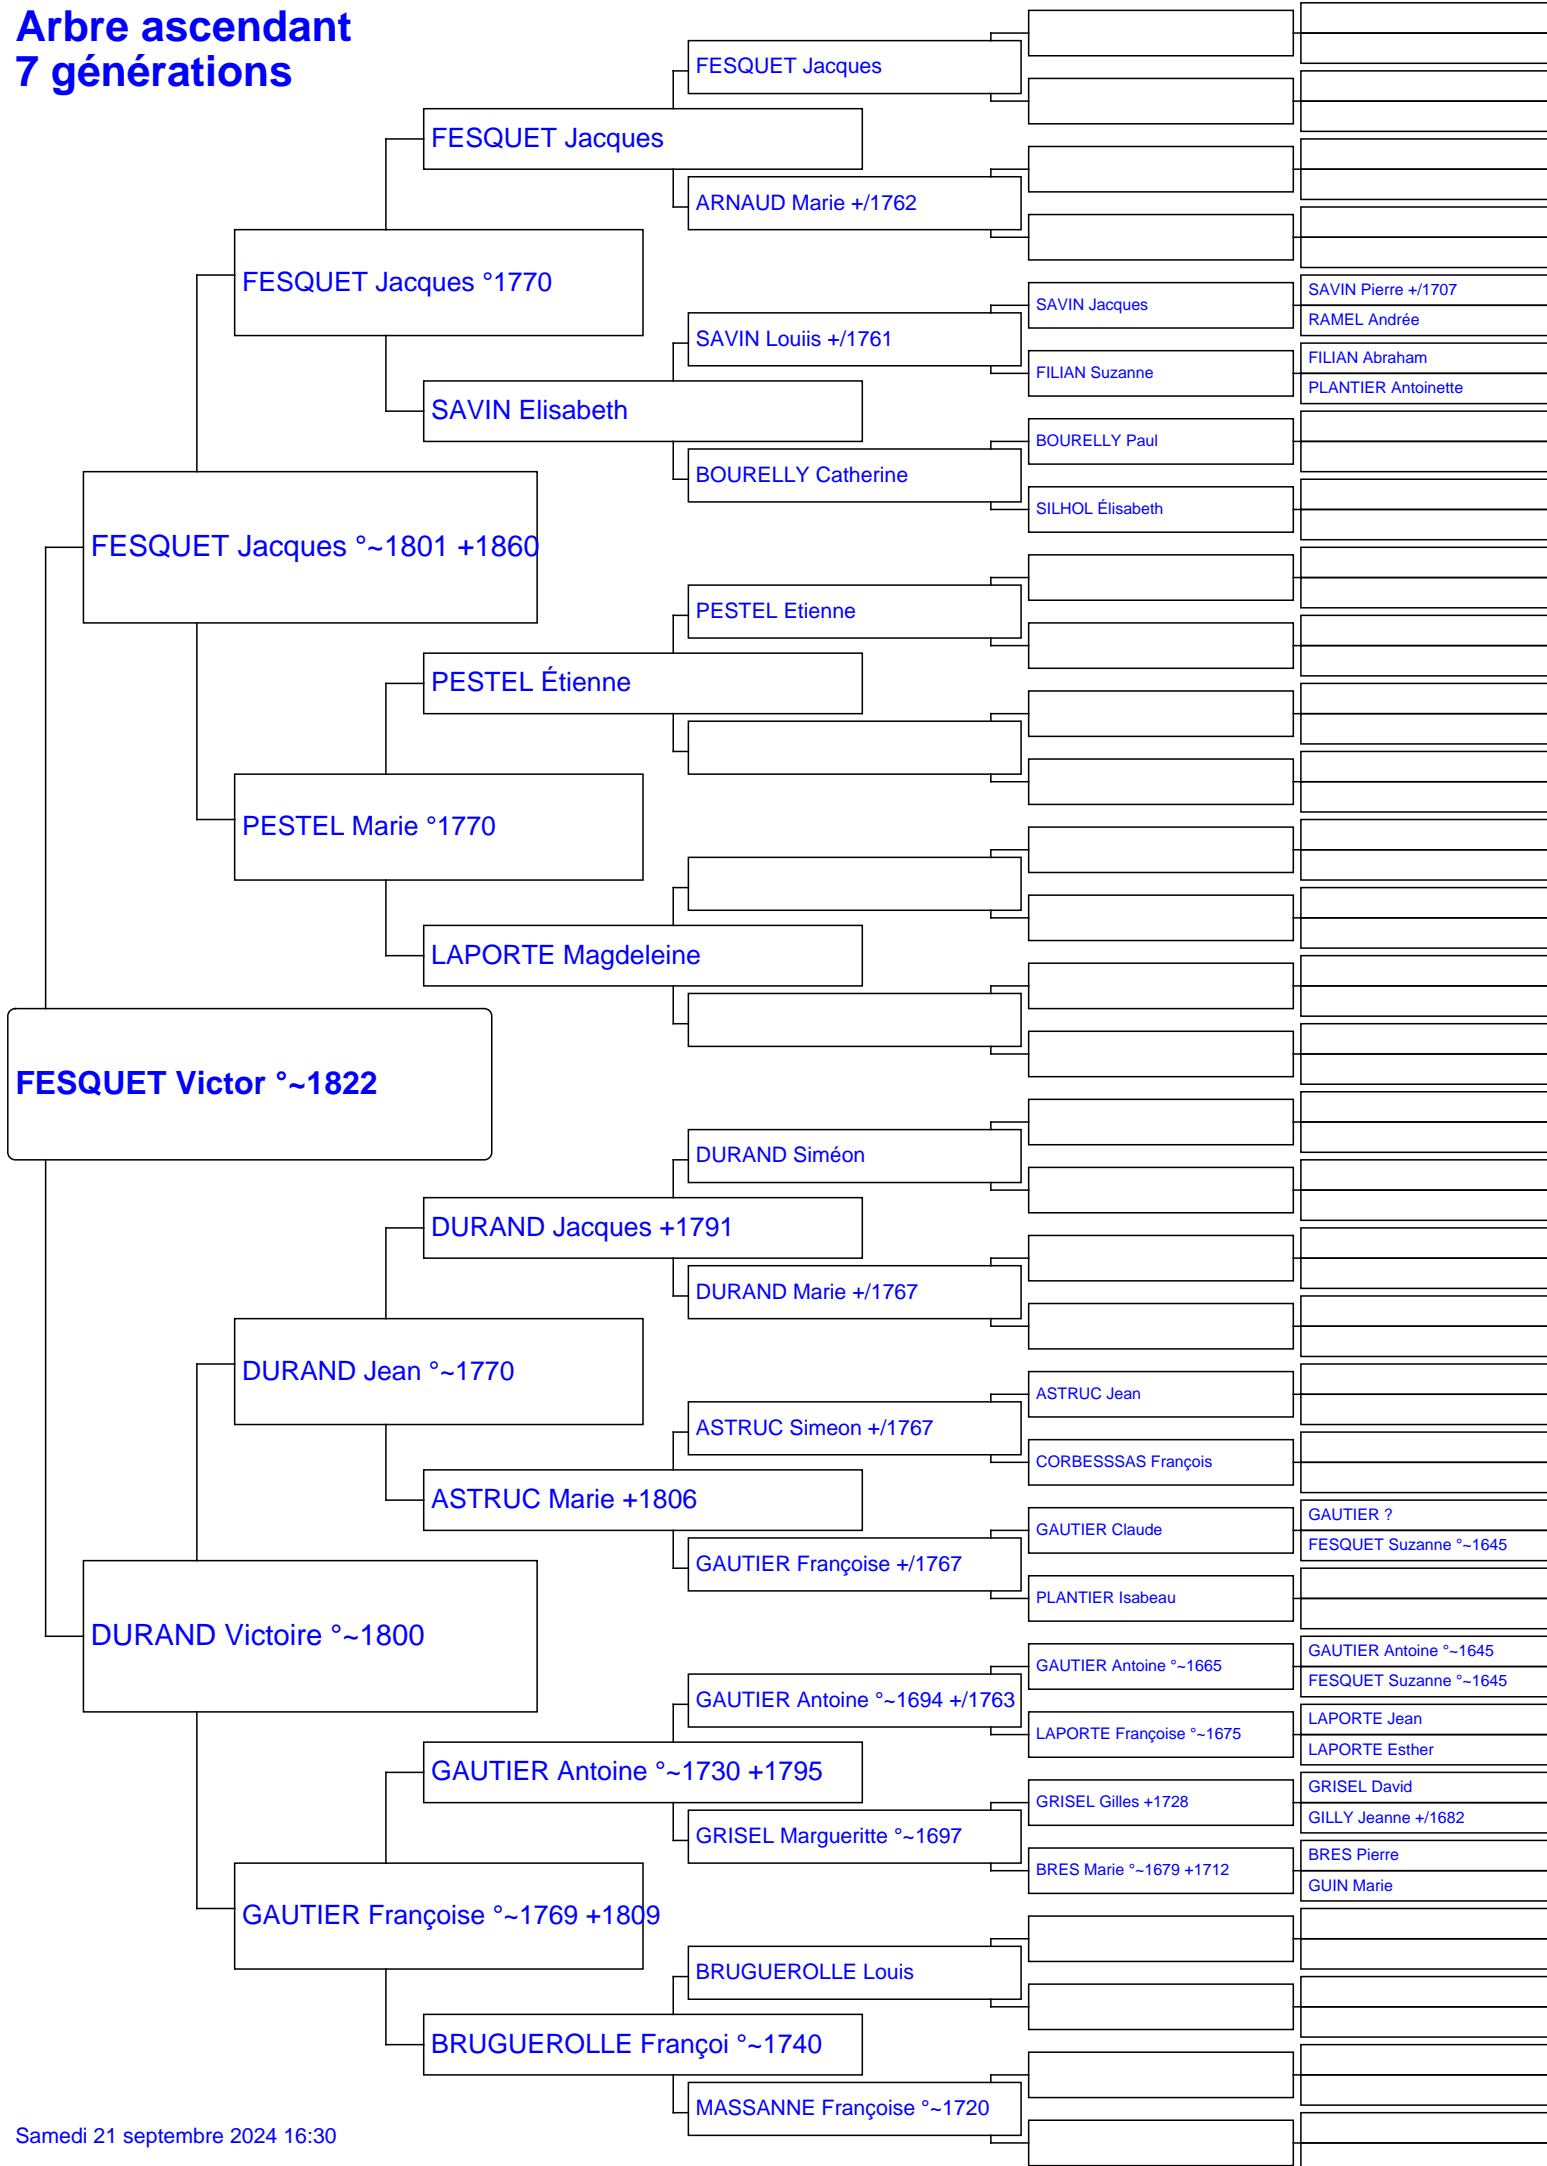 Arbre ascendant
7 générations
FESQUET Jacques
FESQUET Jacques
ARNAUD Marie +/1762
FESQUET Jacques °1770
SAVIN Jacques
SAVIN Pierre +/1707
RAMEL Andrée
SAVIN Louiis +/1761
FILIAN Suzanne
FILIAN Abraham
PLANTIER Antoinette
SAVIN Elisabeth
BOURELLY Paul
BOURELLY Catherine
SILHOL Élisabeth
FESQUET Jacques °~1801 +1860
PESTEL Etienne
PESTEL Étienne
PESTEL Marie °1770
LAPORTE Magdeleine
FESQUET Victor °~1822
DURAND Siméon
DURAND Jacques +1791
DURAND Marie +/1767
DURAND Jean °~1770
ASTRUC Jean
ASTRUC Simeon +/1767
CORBESSSAS François
ASTRUC Marie +1806
GAUTIER Claude
GAUTIER ?
FESQUET Suzanne °~1645
GAUTIER Françoise +/1767
PLANTIER Isabeau
DURAND Victoire °~1800
GAUTIER Antoine °~1665
GAUTIER Antoine °~1645
FESQUET Suzanne °~1645
GAUTIER Antoine °~1694 +/1763
LAPORTE Françoise °~1675
LAPORTE Jean
LAPORTE Esther
GAUTIER Antoine °~1730 +1795
GRISEL Gilles +1728
GRISEL David
GILLY Jeanne +/1682
GRISEL Margueritte °~1697
BRES Marie °~1679 +1712
BRES Pierre
GUIN Marie
GAUTIER Françoise °~1769 +1809
BRUGUEROLLE Louis
BRUGUEROLLE Françoi °~1740
MASSANNE Françoise °~1720
Samedi 21 septembre 2024 16:30